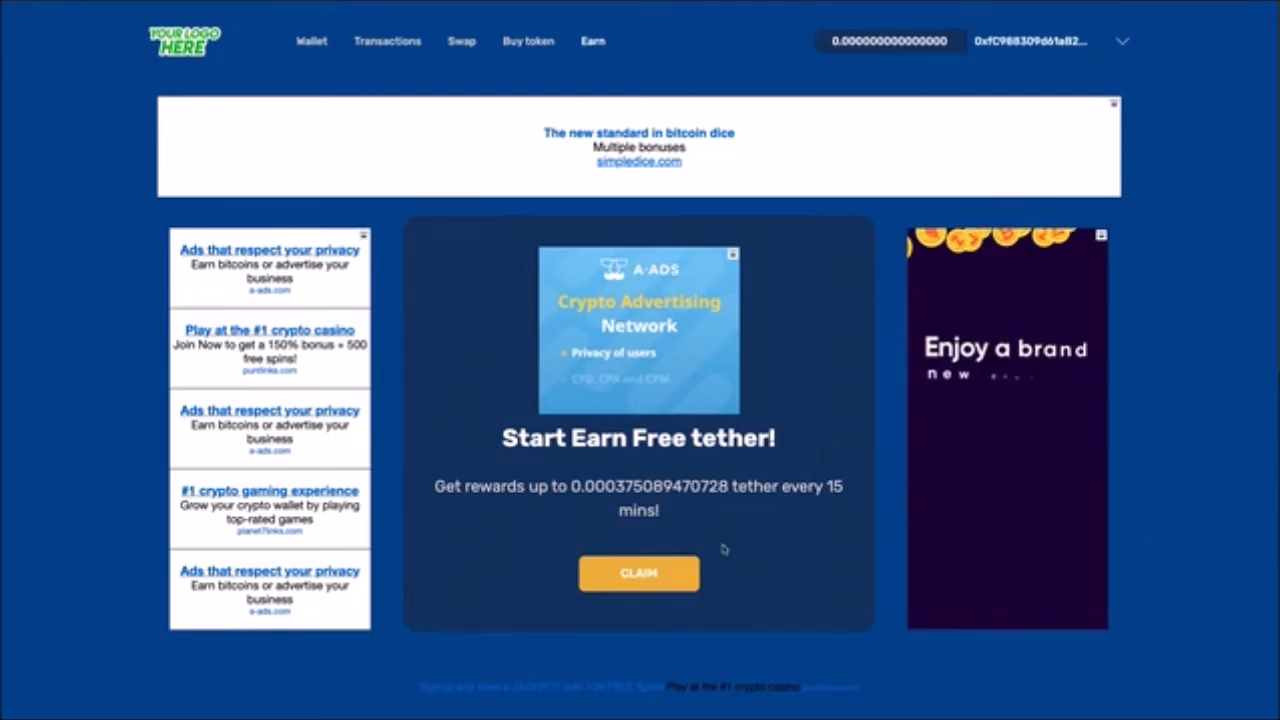 YOUR LOGO
HERE
Wallet Transactions Swap Buy token Earn
0.000000000000000 0xfC988309d61aB2...
The new standard in bitcoin dice
Multiple bonuses
simpledice.com
Ads that respect your privacy
Earn bitcoins or advertise your
business
a-ads.com
Play at the #1 crypto casino
Join Now to get a 150% bonus + 500
free spins!
puntlinks.com
Ads that respect your privacy
Earn bitcoins or advertise your
business
a-ads.com
#1 crypto gaming experience
Grow your crypto wallet by playing
top-rated games
planet7links.com
Ads that respect your privacy
Earn bitcoins or advertise your
business
a-ads.com
A-ADS
Crypto Advertising
Network
Privacy of users
CPD, CPA and CPM
Start Earn Free tether!
Get rewards up to 0.000375089470728 tether every 15
mins!
CLAIM
Enjoy a brand
new
Play at the #1 crypto casino